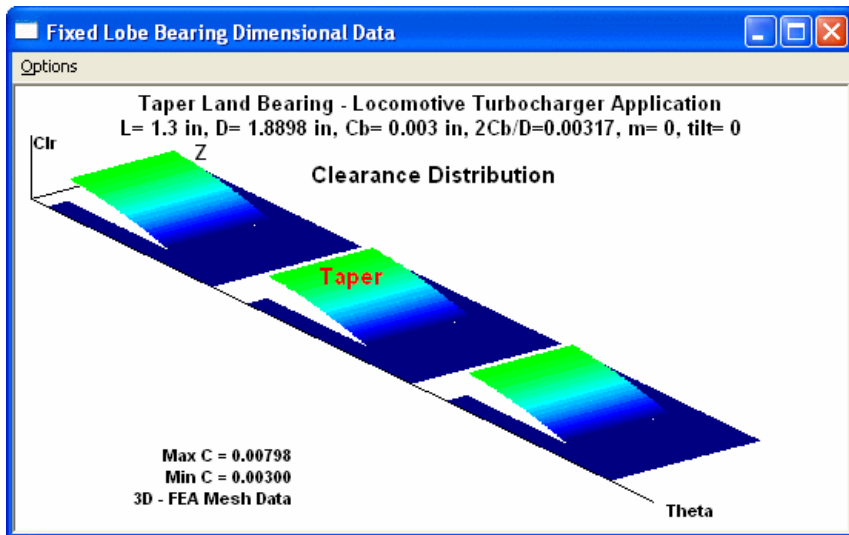 Fixed Lobe Bearing Dimensional Data
Options
Taper Land Bearing - Locomotive Turbocharger Application
L= 1.3 in, D= 1.8898 in, Cb= 0.003 in, 2Cb/D=0.00317, m= 0, tilt= 0
Clr
Z
Clearance Distribution
Taper
Max C = 0.00798
Min C = 0.00300
3D - FEA Mesh Data
Theta